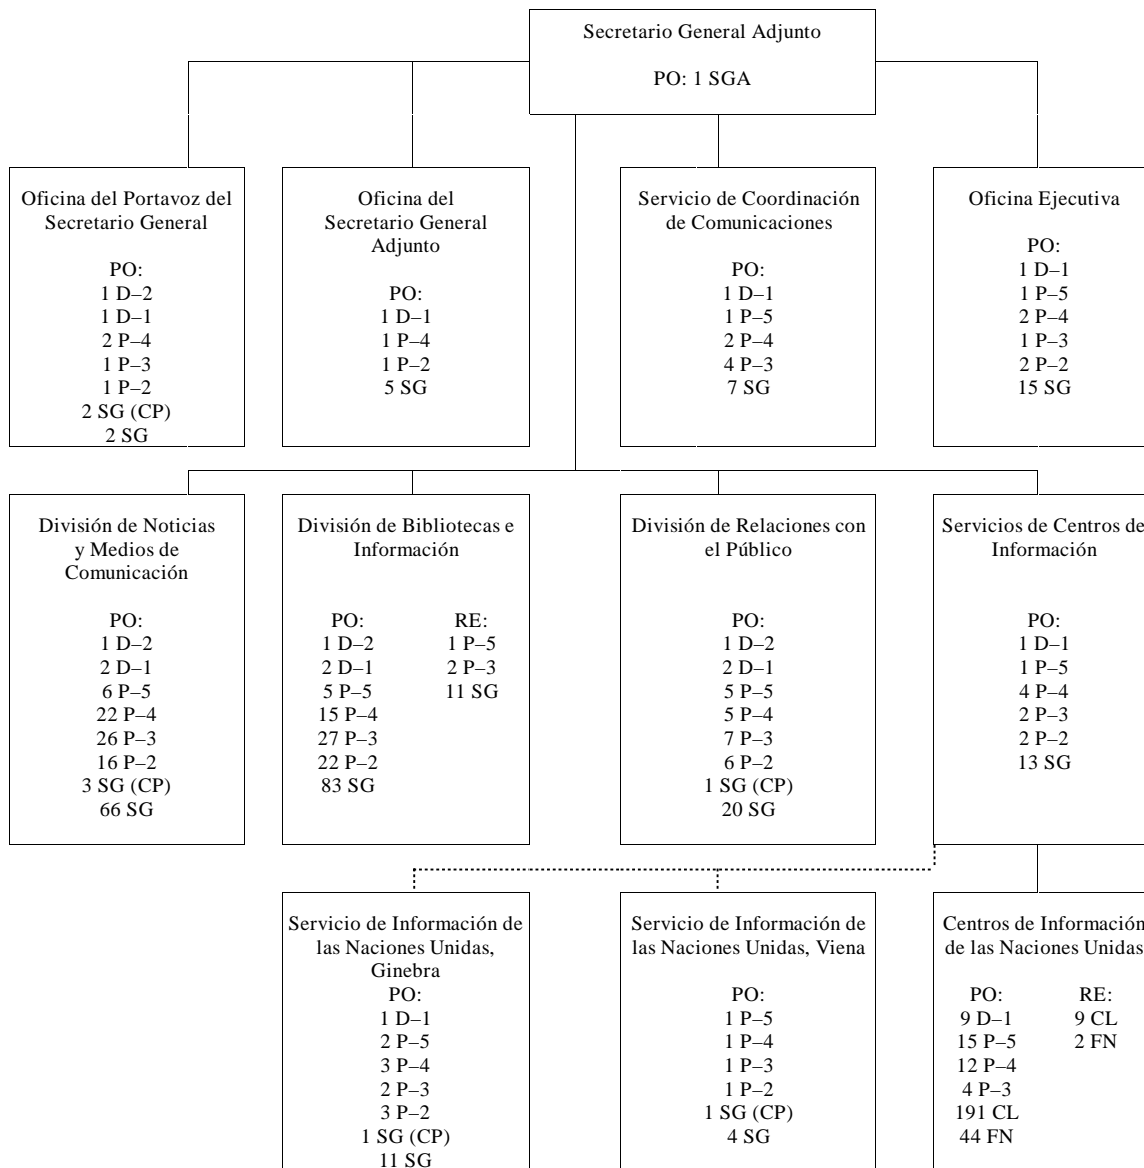 Secretario General Adjunto
PO: 1 SGA
Oficina del Portavoz del
Secretario General
PO:
1 D–2
1 D–1
2 P–4
1 P–3
1 P–2
2 SG (CP)
2 SG
Oficina del
Secretario General
Adjunto
PO:
1 D–1
1 P–4
1 P–2
5 SG
Servicio de Coordinación
de Comunicaciones
PO:
1 D–1
1 P–5
2 P–4
4 P–3
7 SG
Oficina Ejecutiva
PO:
1 D–1
1 P–5
2 P–4
1 P–3
2 P–2
15 SG
División de Noticias
y Medios de
Comunicación
PO:
1 D–2
2 D–1
6 P–5
22 P–4
26 P–3
16 P–2
3 SG (CP)
66 SG
División de Bibliotecas e
Información
PO: RE:
1 D–2 1 P–5
2 D–1 2 P–3
5 P–5 11 SG
15 P–4
27 P–3
22 P–2
83 SG
División de Relaciones con
el Público
PO:
1 D–2
2 D–1
5 P–5
5 P–4
7 P–3
6 P–2
1 SG (CP)
20 SG
Servicios de Centros de
Información
PO:
1 D–1
1 P–5
4 P–4
2 P–3
2 P–2
13 SG
Servicio de Información de
las Naciones Unidas,
Ginebra
PO:
1 D–1
2 P–5
3 P–4
2 P–3
3 P–2
1 SG (CP)
11 SG
Servicio de Información de
las Naciones Unidas, Viena
PO:
1 P–5
1 P–4
1 P–3
1 P–2
1 SG (CP)
4 SG
Centros de Información
de las Naciones Unidas
PO: RE:
9 D–1 9 CL
15 P–5 2 FN
12 P–4
4 P–3
191 CL
44 FN